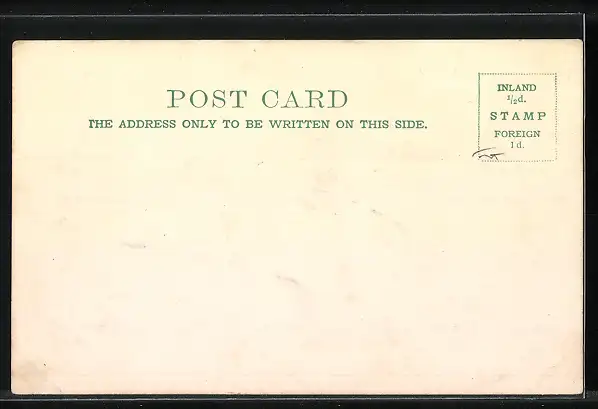 POST CARD
THE ADDRESS ONLY TO BE WRITTEN ON THIS SIDE.
INLAND
½d.
STAMP
FOREIGN
1d.